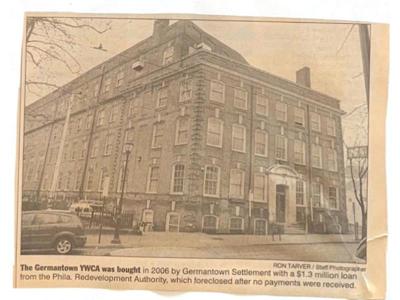 RON TARVER / Staff Photographer
The Germantown YWCA was bought in 2006 by Germantown Settlement with a $1.3 million loan
from the Phila. Redevelopment Authority, which foreclosed after no payments were received.